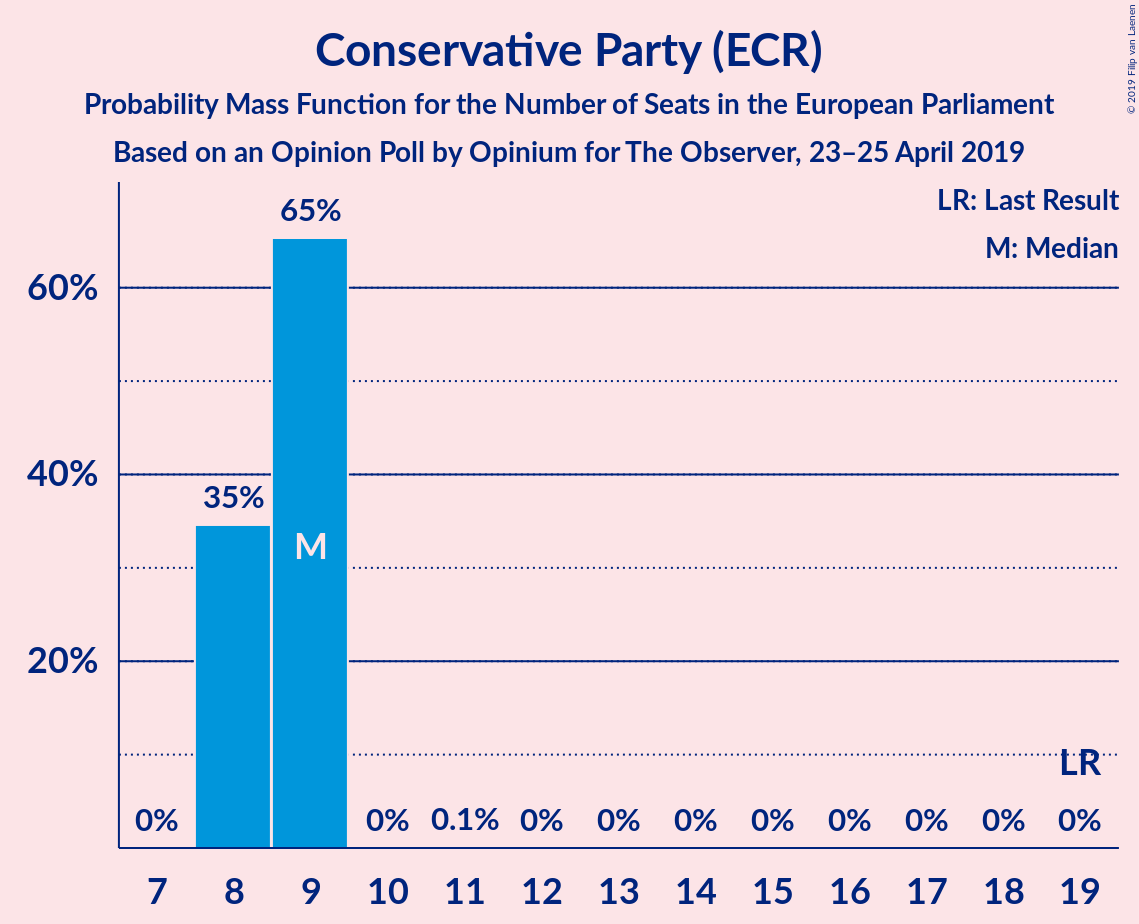 Conservative Party (ECR)
Probability Mass Function for the Number of Seats in the European Parliament
Based on an Opinion Poll by Opinium for The Observer, 23–25 April 2019
© 2019 Filip van Laenen
LR: Last Result
M: Median
65%
60%
40%
35%
M
20%
LR
0% 0% 0.1% 0% 0% 0% 0% 0% 0% 0% 0%
7 8 9 10 11 12 13 14 15 16 17 18 19